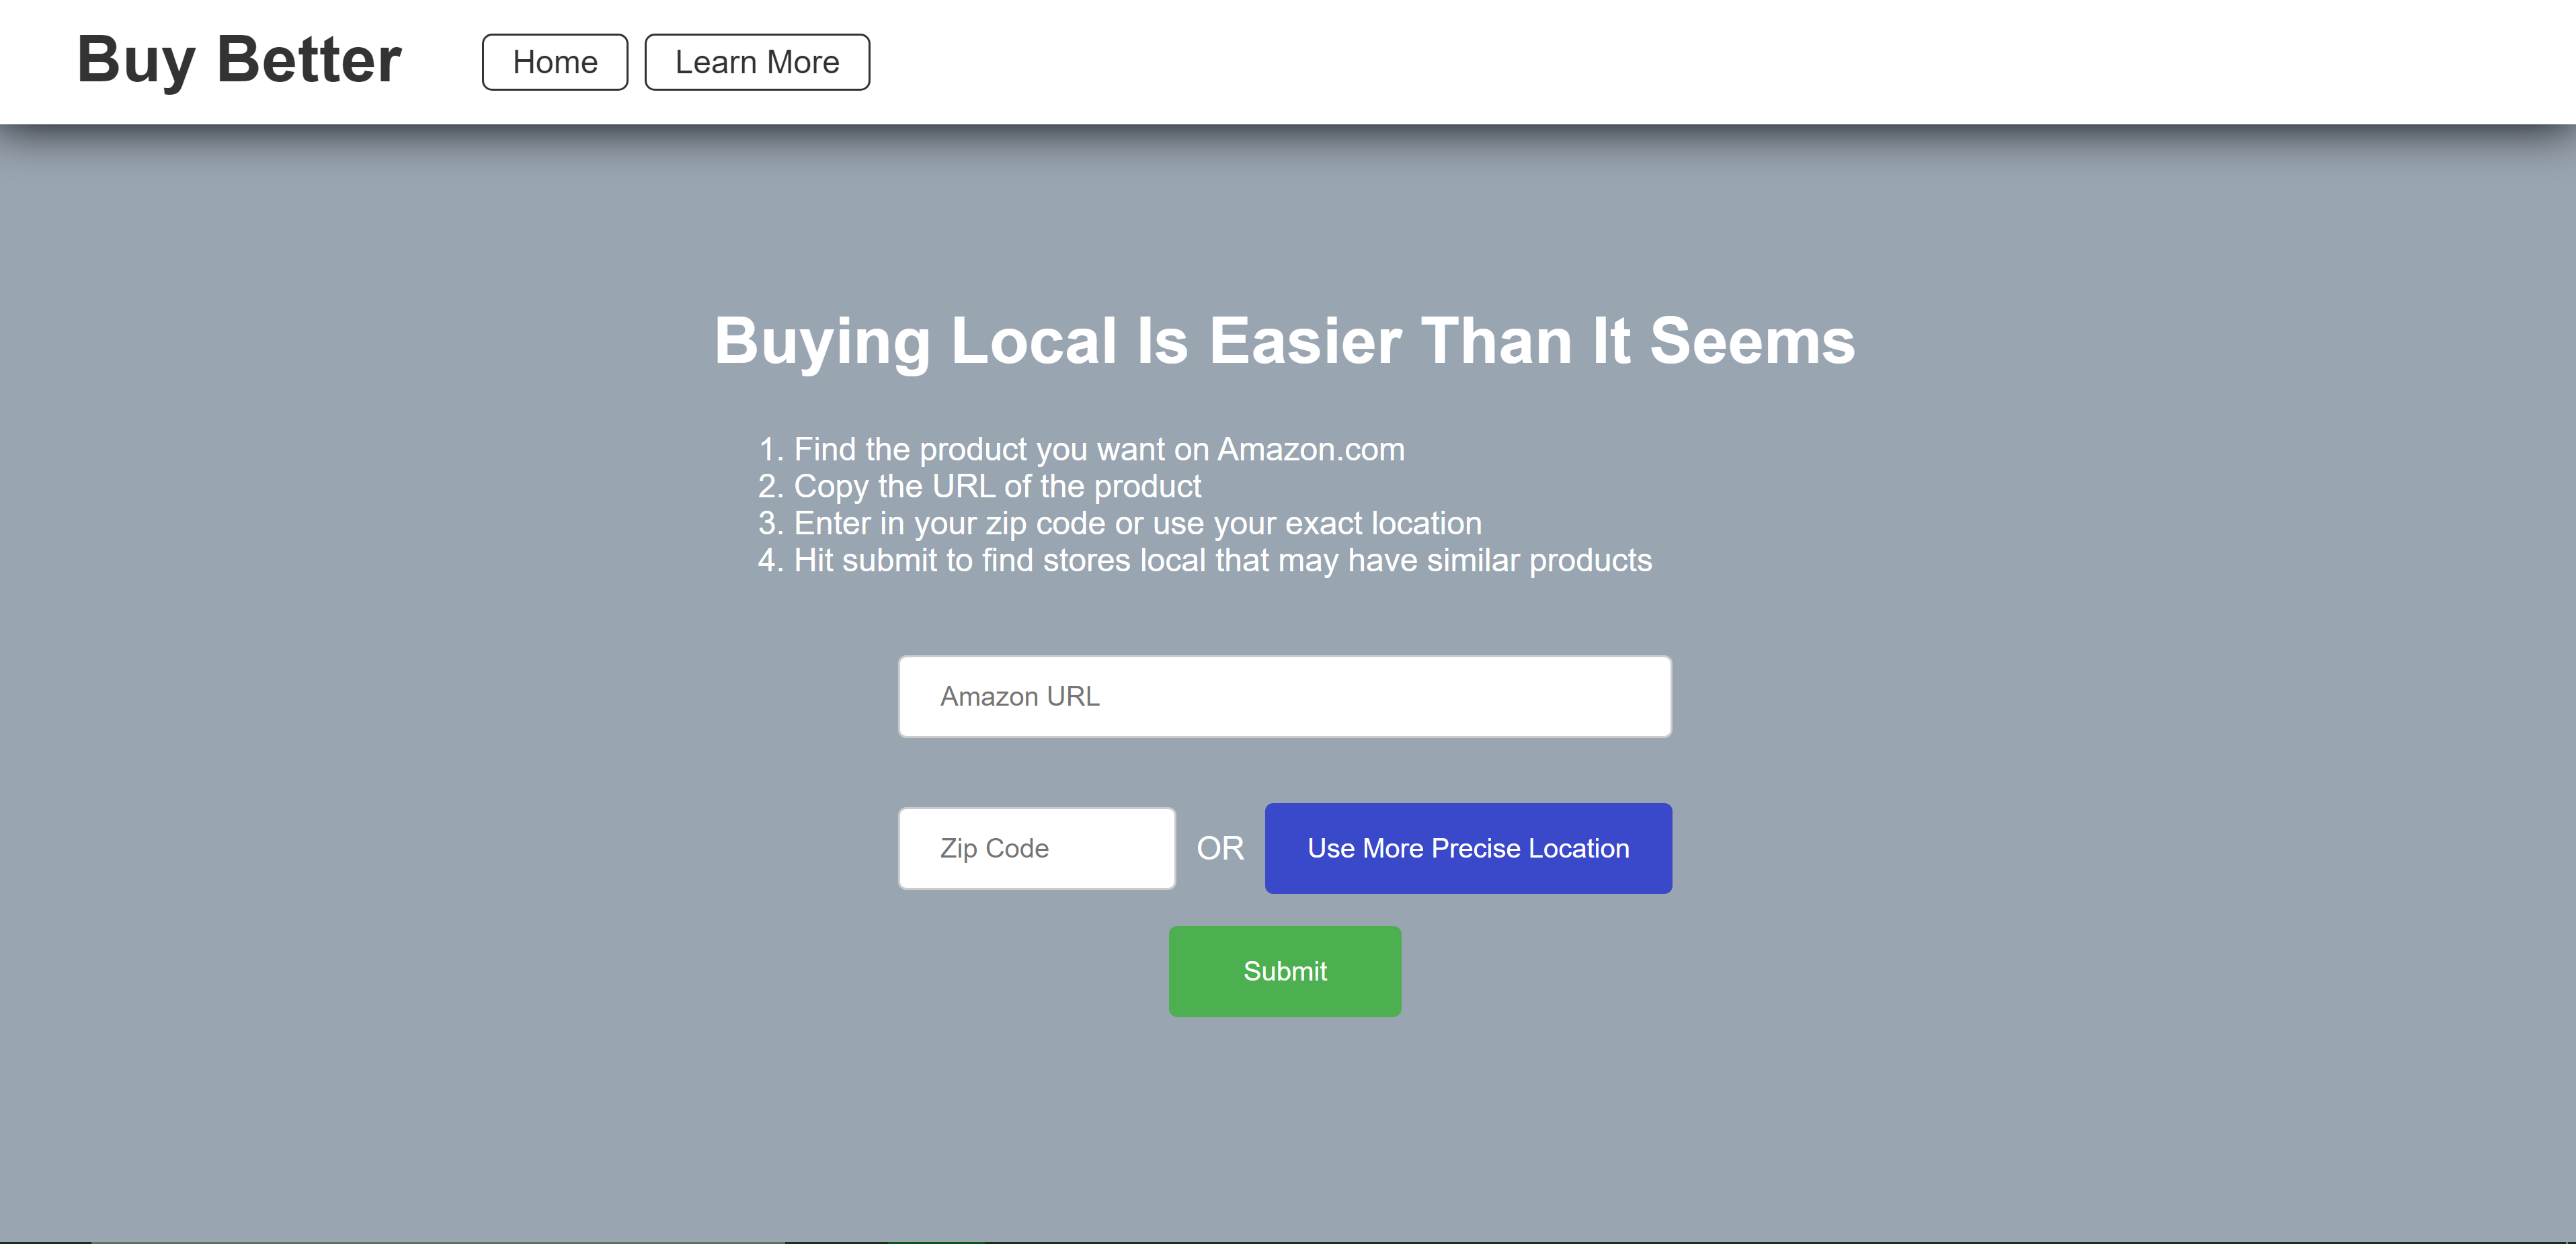 Buy Better
Home
Learn More
Buying Local Is Easier Than It Seems
1. Find the product you want on Amazon.com
2. Copy the URL of the product
3. Enter in your zip code or use your exact location
4. Hit submit to find stores local that may have similar products
Amazon URL
Zip Code
OR
Use More Precise Location
Submit